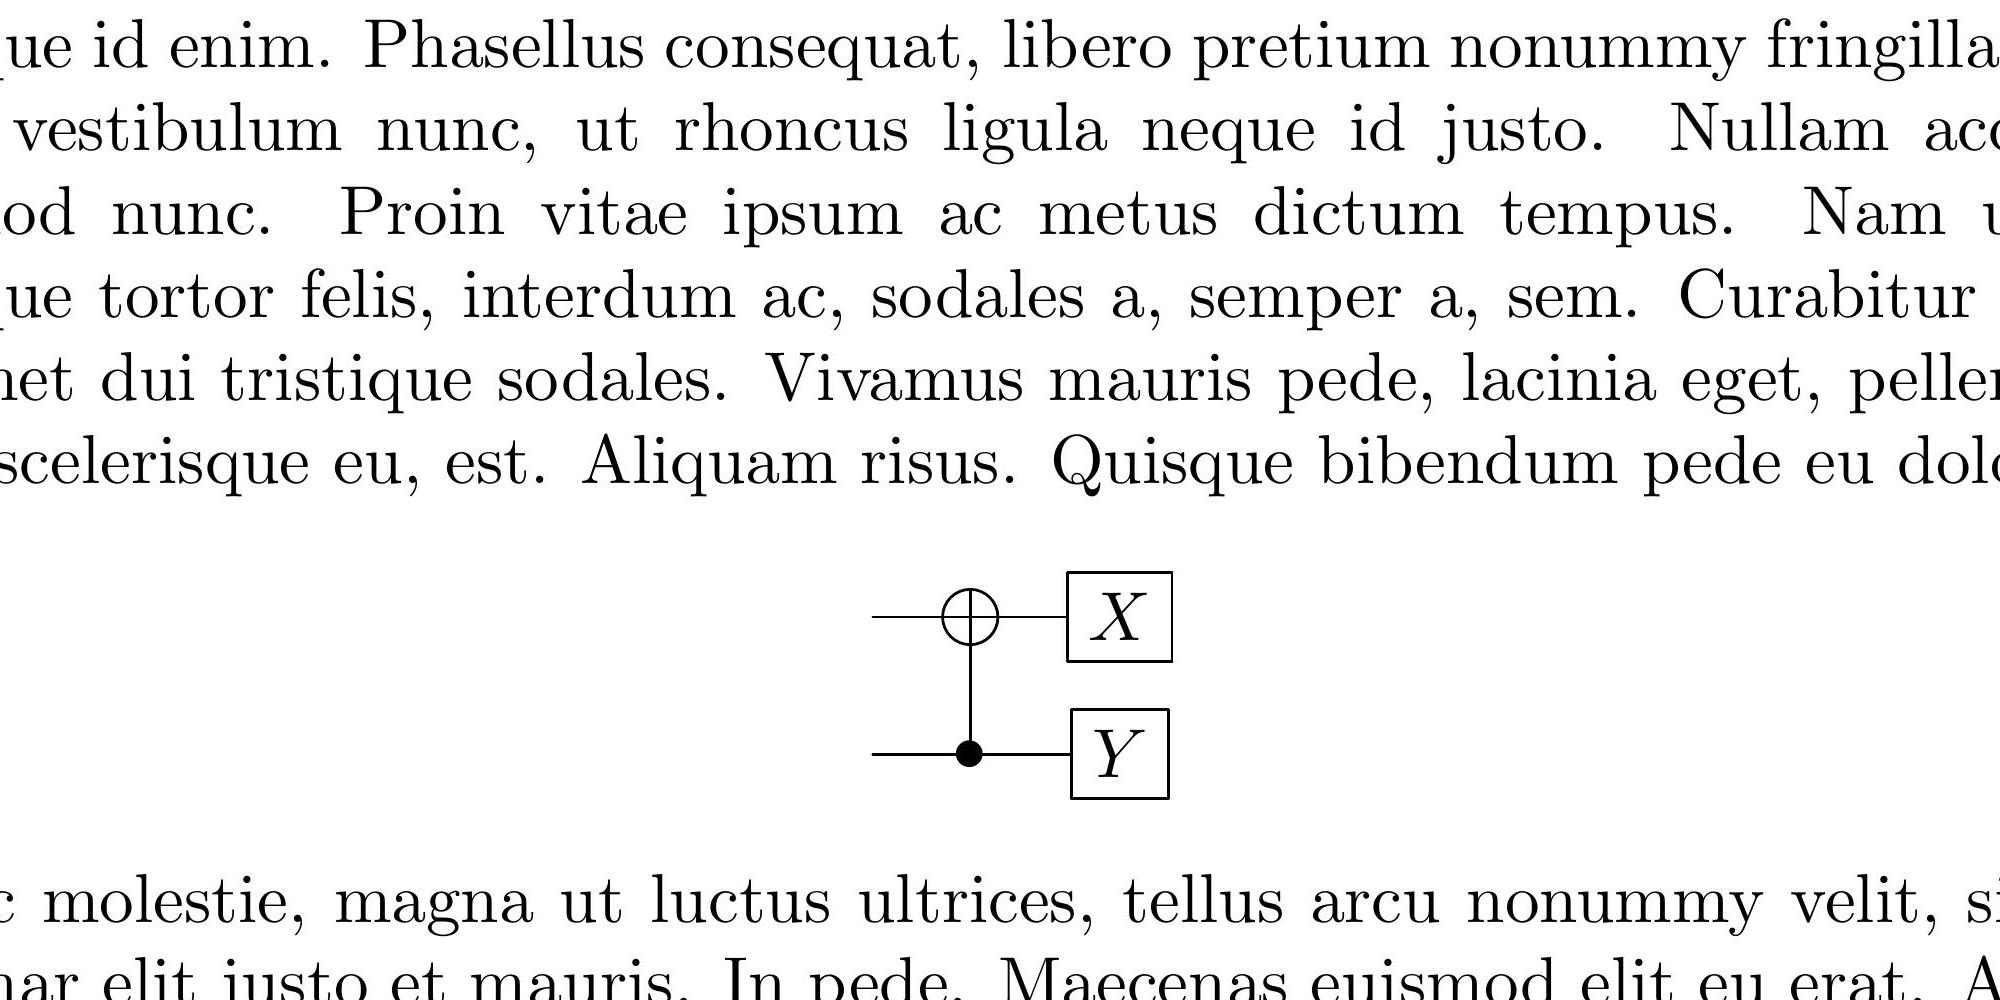 ue id enim. Phasellus consequat, libero pretium nonummy fringilla
vestibulum nunc, ut rhoncus ligula neque id justo. Nullam acc
od nunc. Proin vitae ipsum ac metus dictum tempus. Nam u
ue tortor felis, interdum ac, sodales a, semper a, sem. Curabitur
et dui tristique sodales. Vivamus mauris pede, lacinia eget, pellen
scelerisque eu, est. Aliquam risus. Quisque bibendum pede eu dolo
X
Y
c molestie, magna ut luctus ultrices, tellus arcu nonummy velit, si
nar elit justo et mauris. In pede. Maecenas euismod elit eu erat. A